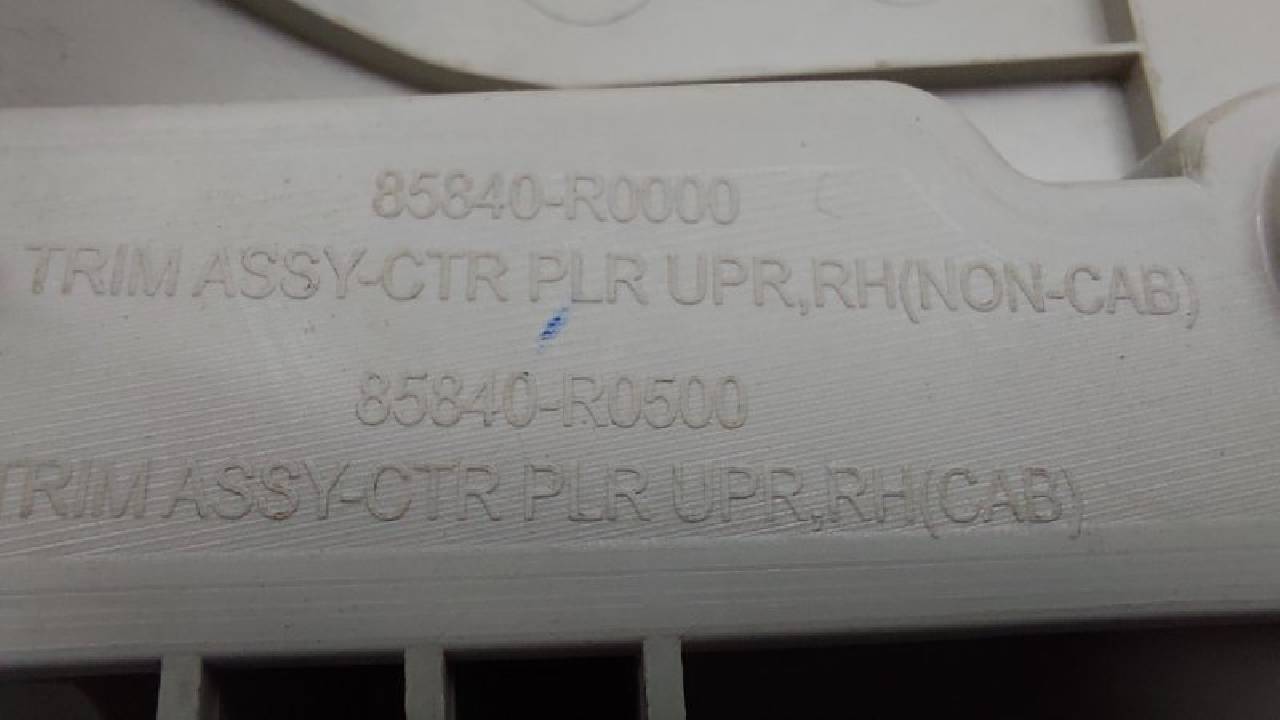 85840-R0000
TRIM ASSY-CTR PLR UPR,RH(NON-CAB)
85840-R0500
TRIM ASSY-CTR PLR UPR,RH(CAB)